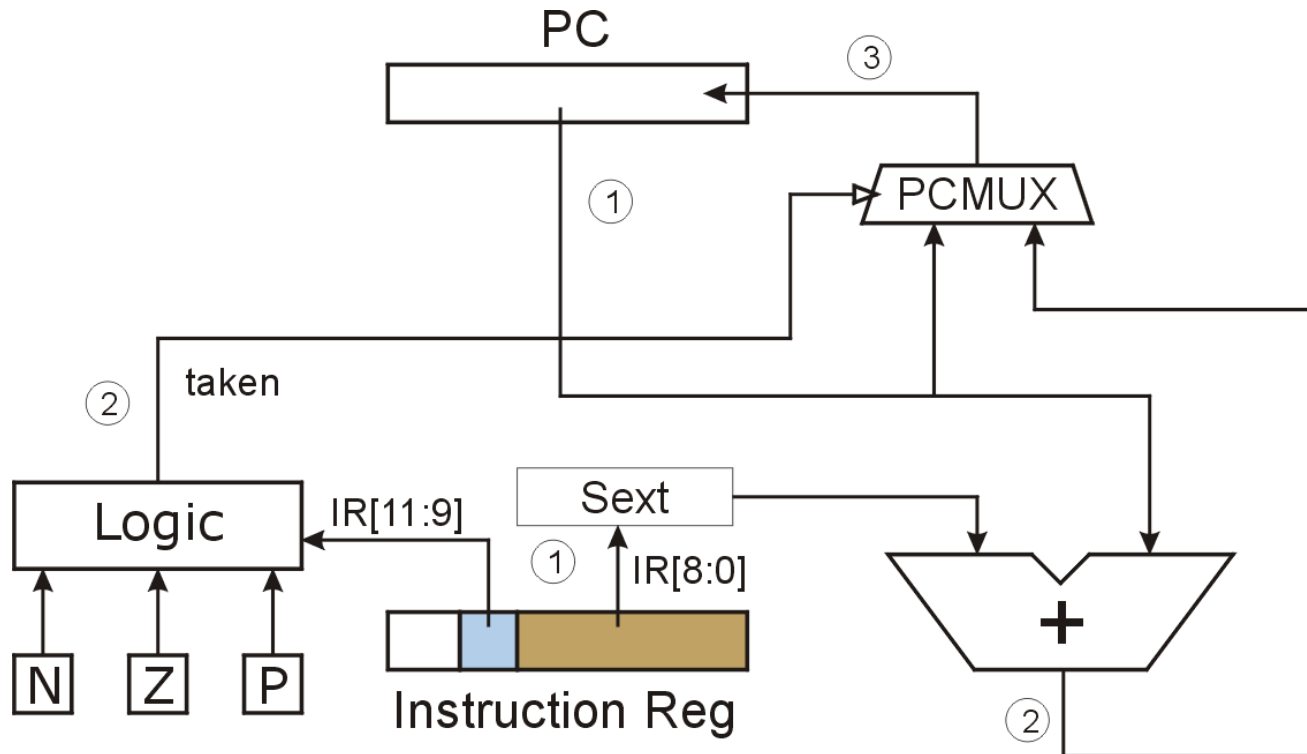 PC
3
1
PCMUX
2
taken
Logic
IR[11:9]
Sext
1
IR[8:0]
+
N
Z
P
Instruction Reg
2